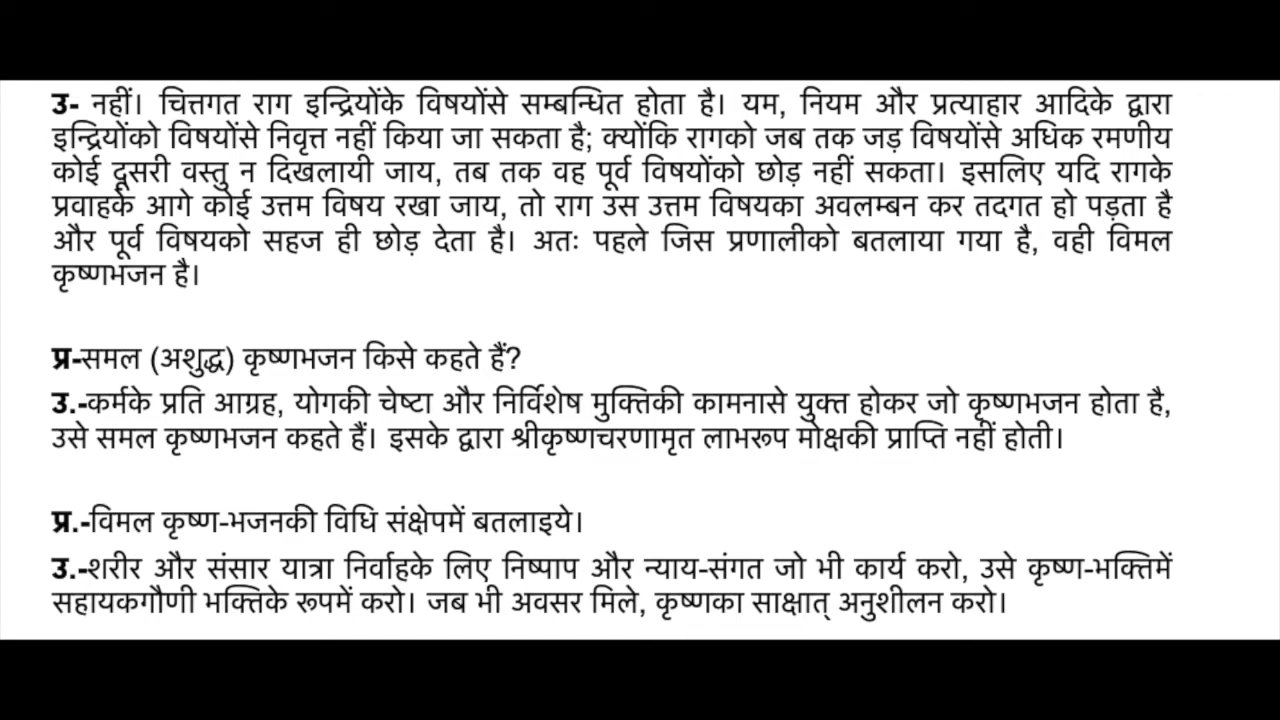 उ- नहीं। चित्तगत राग इन्द्रियोंके विषयोंसे सम्बन्धित होता है। यम, नियम और प्रत्याहार आदिके द्वारा
इन्द्रियोंको विषयोंसे निवृत्त नहीं किया जा सकता है; क्योंकि रागको जब तक जड़ विषयोंसे अधिक रमणीय
कोई दूसरी वस्तु न दिखलायी जाय, तब तक वह पूर्व विषयोंको छोड़ नहीं सकता। इसलिए यदि रागके
प्रवाहके आगे कोई उत्तम विषय रखा जाय, तो राग उस उत्तम विषयका अवलम्बन कर तदगत हो पड़ता है
और पूर्व विषयको सहज ही छोड़ देता है। अतः पहले जिस प्रणालीको बतलाया गया है, वही विमल
कृष्णभजन है।
प्र-समल (अशुद्ध) कृष्णभजन किसे कहते हैं?
उ.-कर्मके प्रति आग्रह, योगकी चेष्टा और निर्विशेष मुक्तिकी कामनासे युक्त होकर जो कृष्णभजन होता है,
उसे समल कृष्णभजन कहते हैं। इसके द्वारा श्रीकृष्णचरणामृत लाभरूप मोक्षकी प्राप्ति नहीं होती।
प्र.-विमल कृष्ण-भजनकी विधि संक्षेपमें बतलाइये।
उ.-शरीर और संसार यात्रा निर्वाहके लिए निष्पाप और न्याय-संगत जो भी कार्य करो, उसे कृष्ण-भक्तिमें
सहायकगौणी भक्तिके रूपमें करो। जब भी अवसर मिले, कृष्णका साक्षात् अनुशीलन करो।